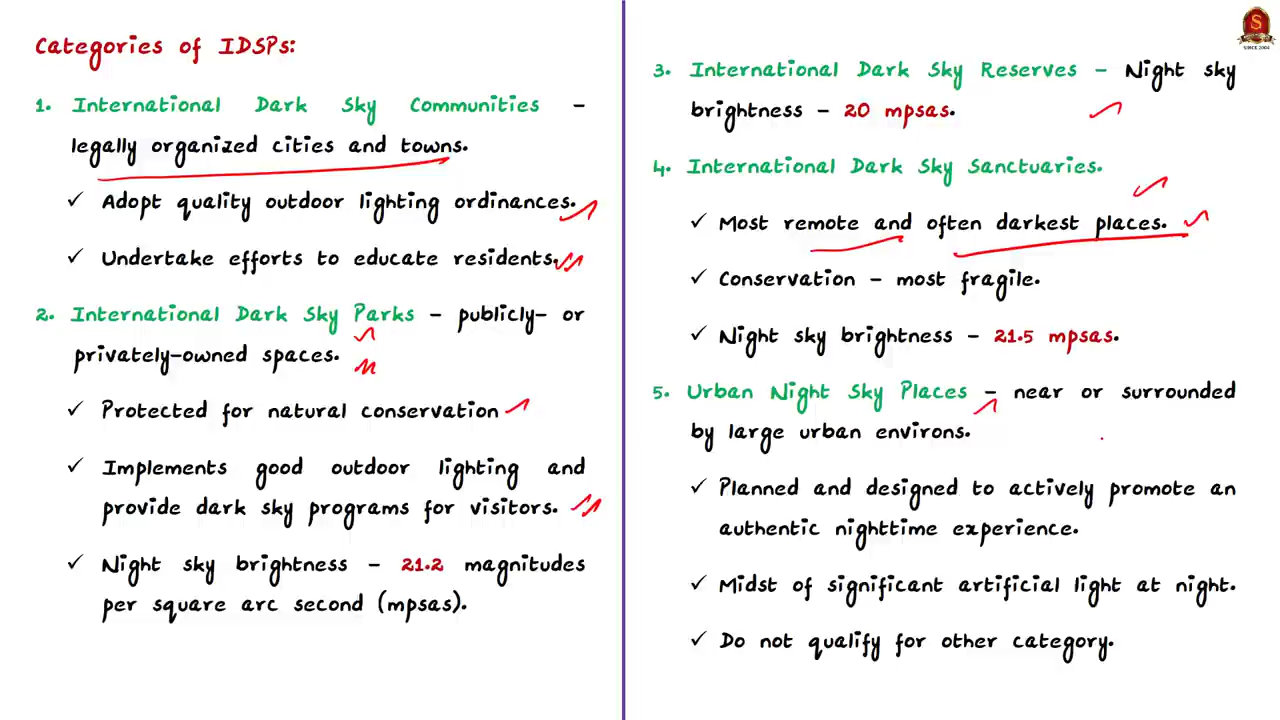 Categories of IDSPs:
1. International Dark Sky Communities –
legally organized cities and towns.
✓ Adopt quality outdoor lighting ordinances.
✓ Undertake efforts to educate residents.
2. International Dark Sky Parks – publicly- or
privately-owned spaces.
✓ Protected for natural conservation
✓ Implements good outdoor lighting and
provide dark sky programs for visitors.
✓ Night sky brightness – 21.2 magnitudes
per square arc second (mpsas).
3. International Dark Sky Reserves – Night sky
brightness – 20 mpsas.
4. International Dark Sky Sanctuaries.
✓ Most remote and often darkest places.
✓ Conservation – most fragile.
✓ Night sky brightness – 21.5 mpsas.
5. Urban Night Sky Places – near or surrounded
by large urban environs.
✓ Planned and designed to actively promote an
authentic nighttime experience.
✓ Midst of significant artificial light at night.
✓ Do not qualify for other category.
S
SINCE 2004